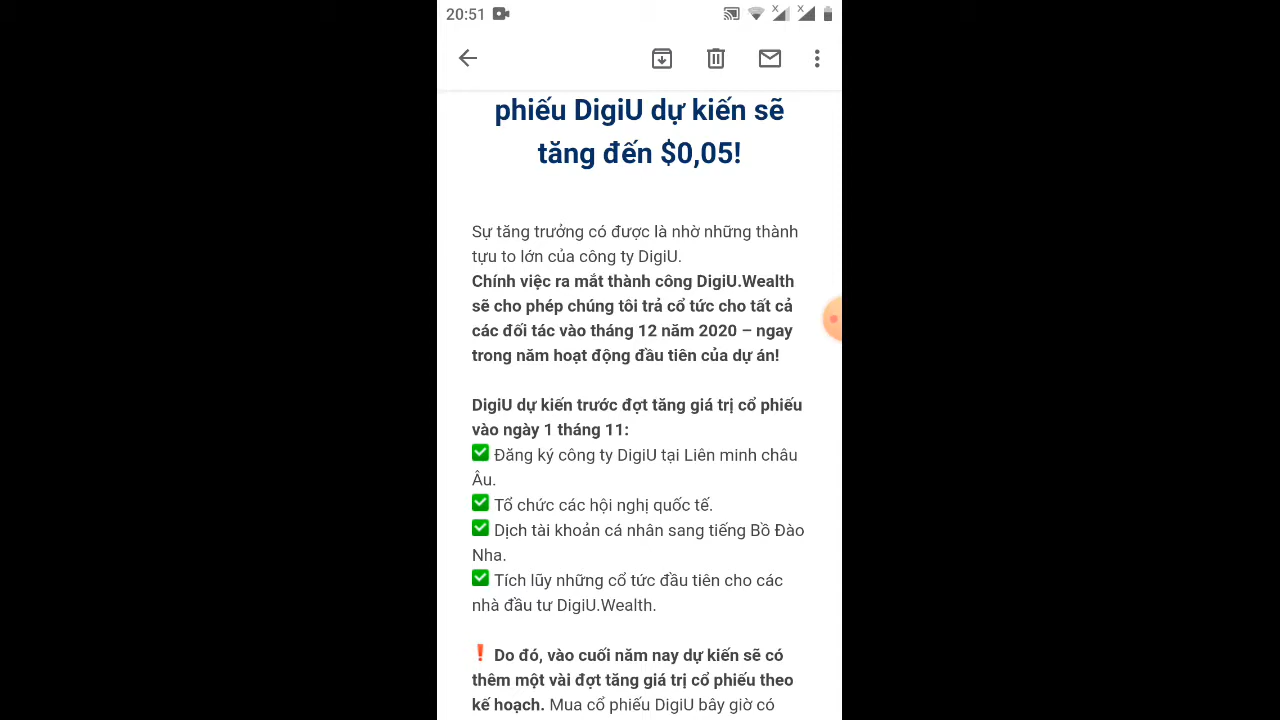 20:51
phiếu DigiU dự kiến sẽ
tăng đến $0,05!
Sự tăng trưởng có được là nhờ những thành
tựu to lớn của công ty DigiU.
Chính việc ra mắt thành công DigiU.Wealth
sẽ cho phép chúng tôi trả cổ tức cho tất cả
các đối tác vào tháng 12 năm 2020 – ngay
trong năm hoạt động đầu tiên của dự án!
DigiU dự kiến trước đợt tăng giá trị cổ phiếu
vào ngày 1 tháng 11:
✅ Đăng ký công ty DigiU tại Liên minh châu
Âu.
✅ Tổ chức các hội nghị quốc tế.
✅ Dịch tài khoản cá nhân sang tiếng Bồ Đào
Nha.
✅ Tích lũy những cổ tức đầu tiên cho các
nhà đầu tư DigiU.Wealth.
❗ Do đó, vào cuối năm nay dự kiến sẽ có
thêm một vài đợt tăng giá trị cổ phiếu theo
kế hoạch. Mua cổ phiếu DigiU bây giờ có